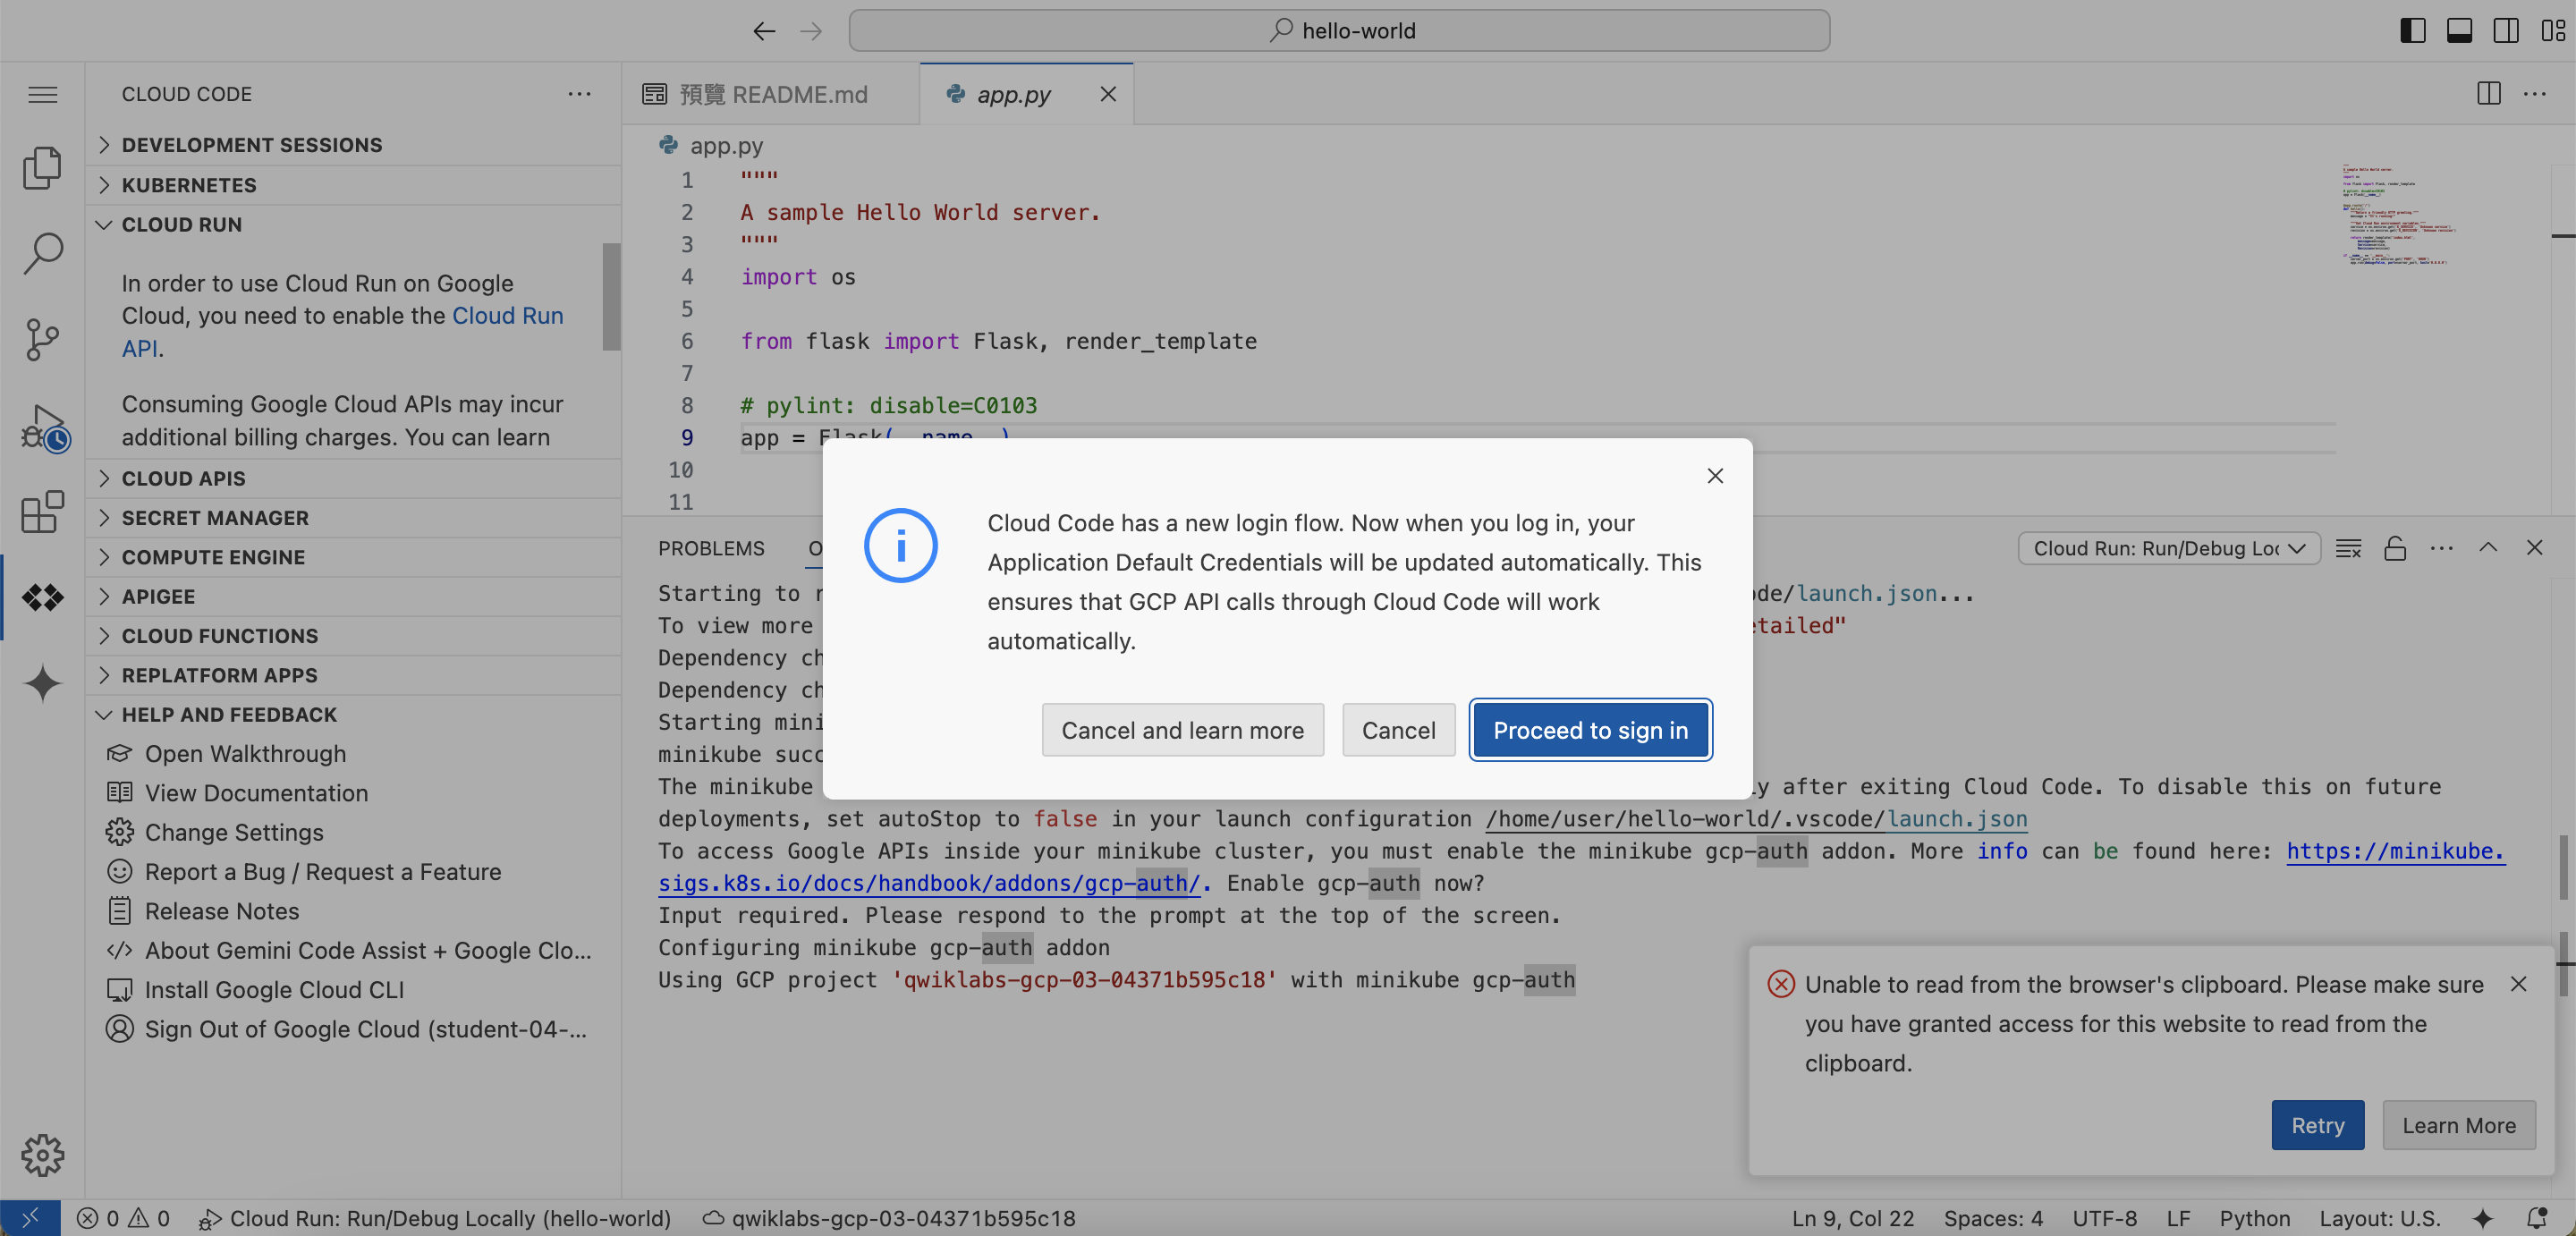 hello-world
CLOUD CODE
DEVELOPMENT SESSIONS
KUBERNETES
CLOUD RUN
In order to use Cloud Run on Google
Cloud, you need to enable the Cloud Run
API.
Consuming Google Cloud APIs may incur
additional billing charges. You can learn
CLOUD APIS
SECRET MANAGER
COMPUTE ENGINE
APIGEE
CLOUD FUNCTIONS
REPLATFORM APPS
HELP AND FEEDBACK
Open Walkthrough
View Documentation
Change Settings
Report a Bug / Request a Feature
Release Notes
About Gemini Code Assist + Google Clo...
Install Google Cloud CLI
Sign Out of Google Cloud (student-04-...
預覽 README.md
app.py
app.py
1 """
2 A sample Hello World server.
3 """
4 import os
5
6 from flask import Flask, render_template
7
8 # pylint: disable=C0103
9 app = Flask(__name__)
10
11
Cloud Code has a new login flow. Now when you log in, your
Application Default Credentials will be updated automatically. This
ensures that GCP API calls through Cloud Code will work
automatically.
Cancel and learn more
Cancel
Proceed to sign in
PROBLEMS
Cloud Run: Run/Debug Loc
Starting to r
de/launch.json...
To view more
etailed"
Dependency ch
Dependency ch
Starting mini
minikube succ
The minikube
y after exiting Cloud Code. To disable this on future
deployments, set autoStop to false in your launch configuration /home/user/hello-world/.vscode/launch.json
To access Google APIs inside your minikube cluster, you must enable the minikube gcp-auth addon. More info can be found here: https://minikube.
sigs.k8s.io/docs/handbook/addons/gcp-auth/. Enable gcp-auth now?
Input required. Please respond to the prompt at the top of the screen.
Configuring minikube gcp-auth addon
Using GCP project 'qwiklabs-gcp-03-04371b595c18' with minikube gcp-auth
Unable to read from the browser's clipboard. Please make sure
you have granted access for this website to read from the
clipboard.
Retry
Learn More
0 0 Cloud Run: Run/Debug Locally (hello-world) qwiklabs-gcp-03-04371b595c18
Ln 9, Col 22 Spaces: 4 UTF-8 LF Python Layout: U.S.